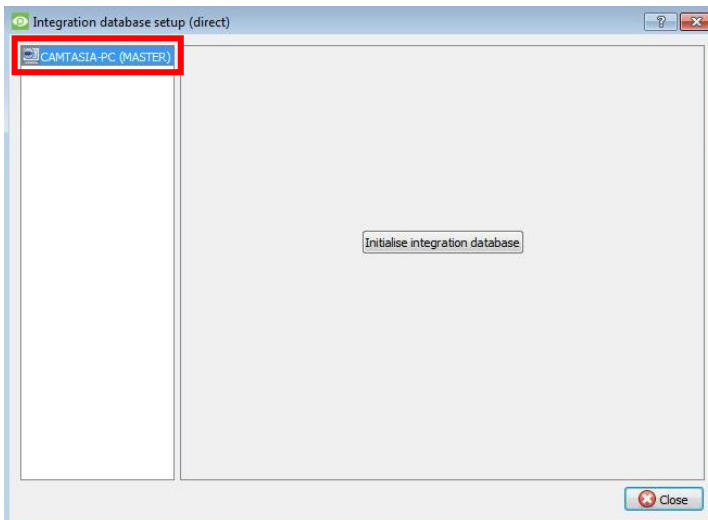 Integration database setup (direct)
CAMTASIA-PC (MASTER)
Initialise integration database
Close